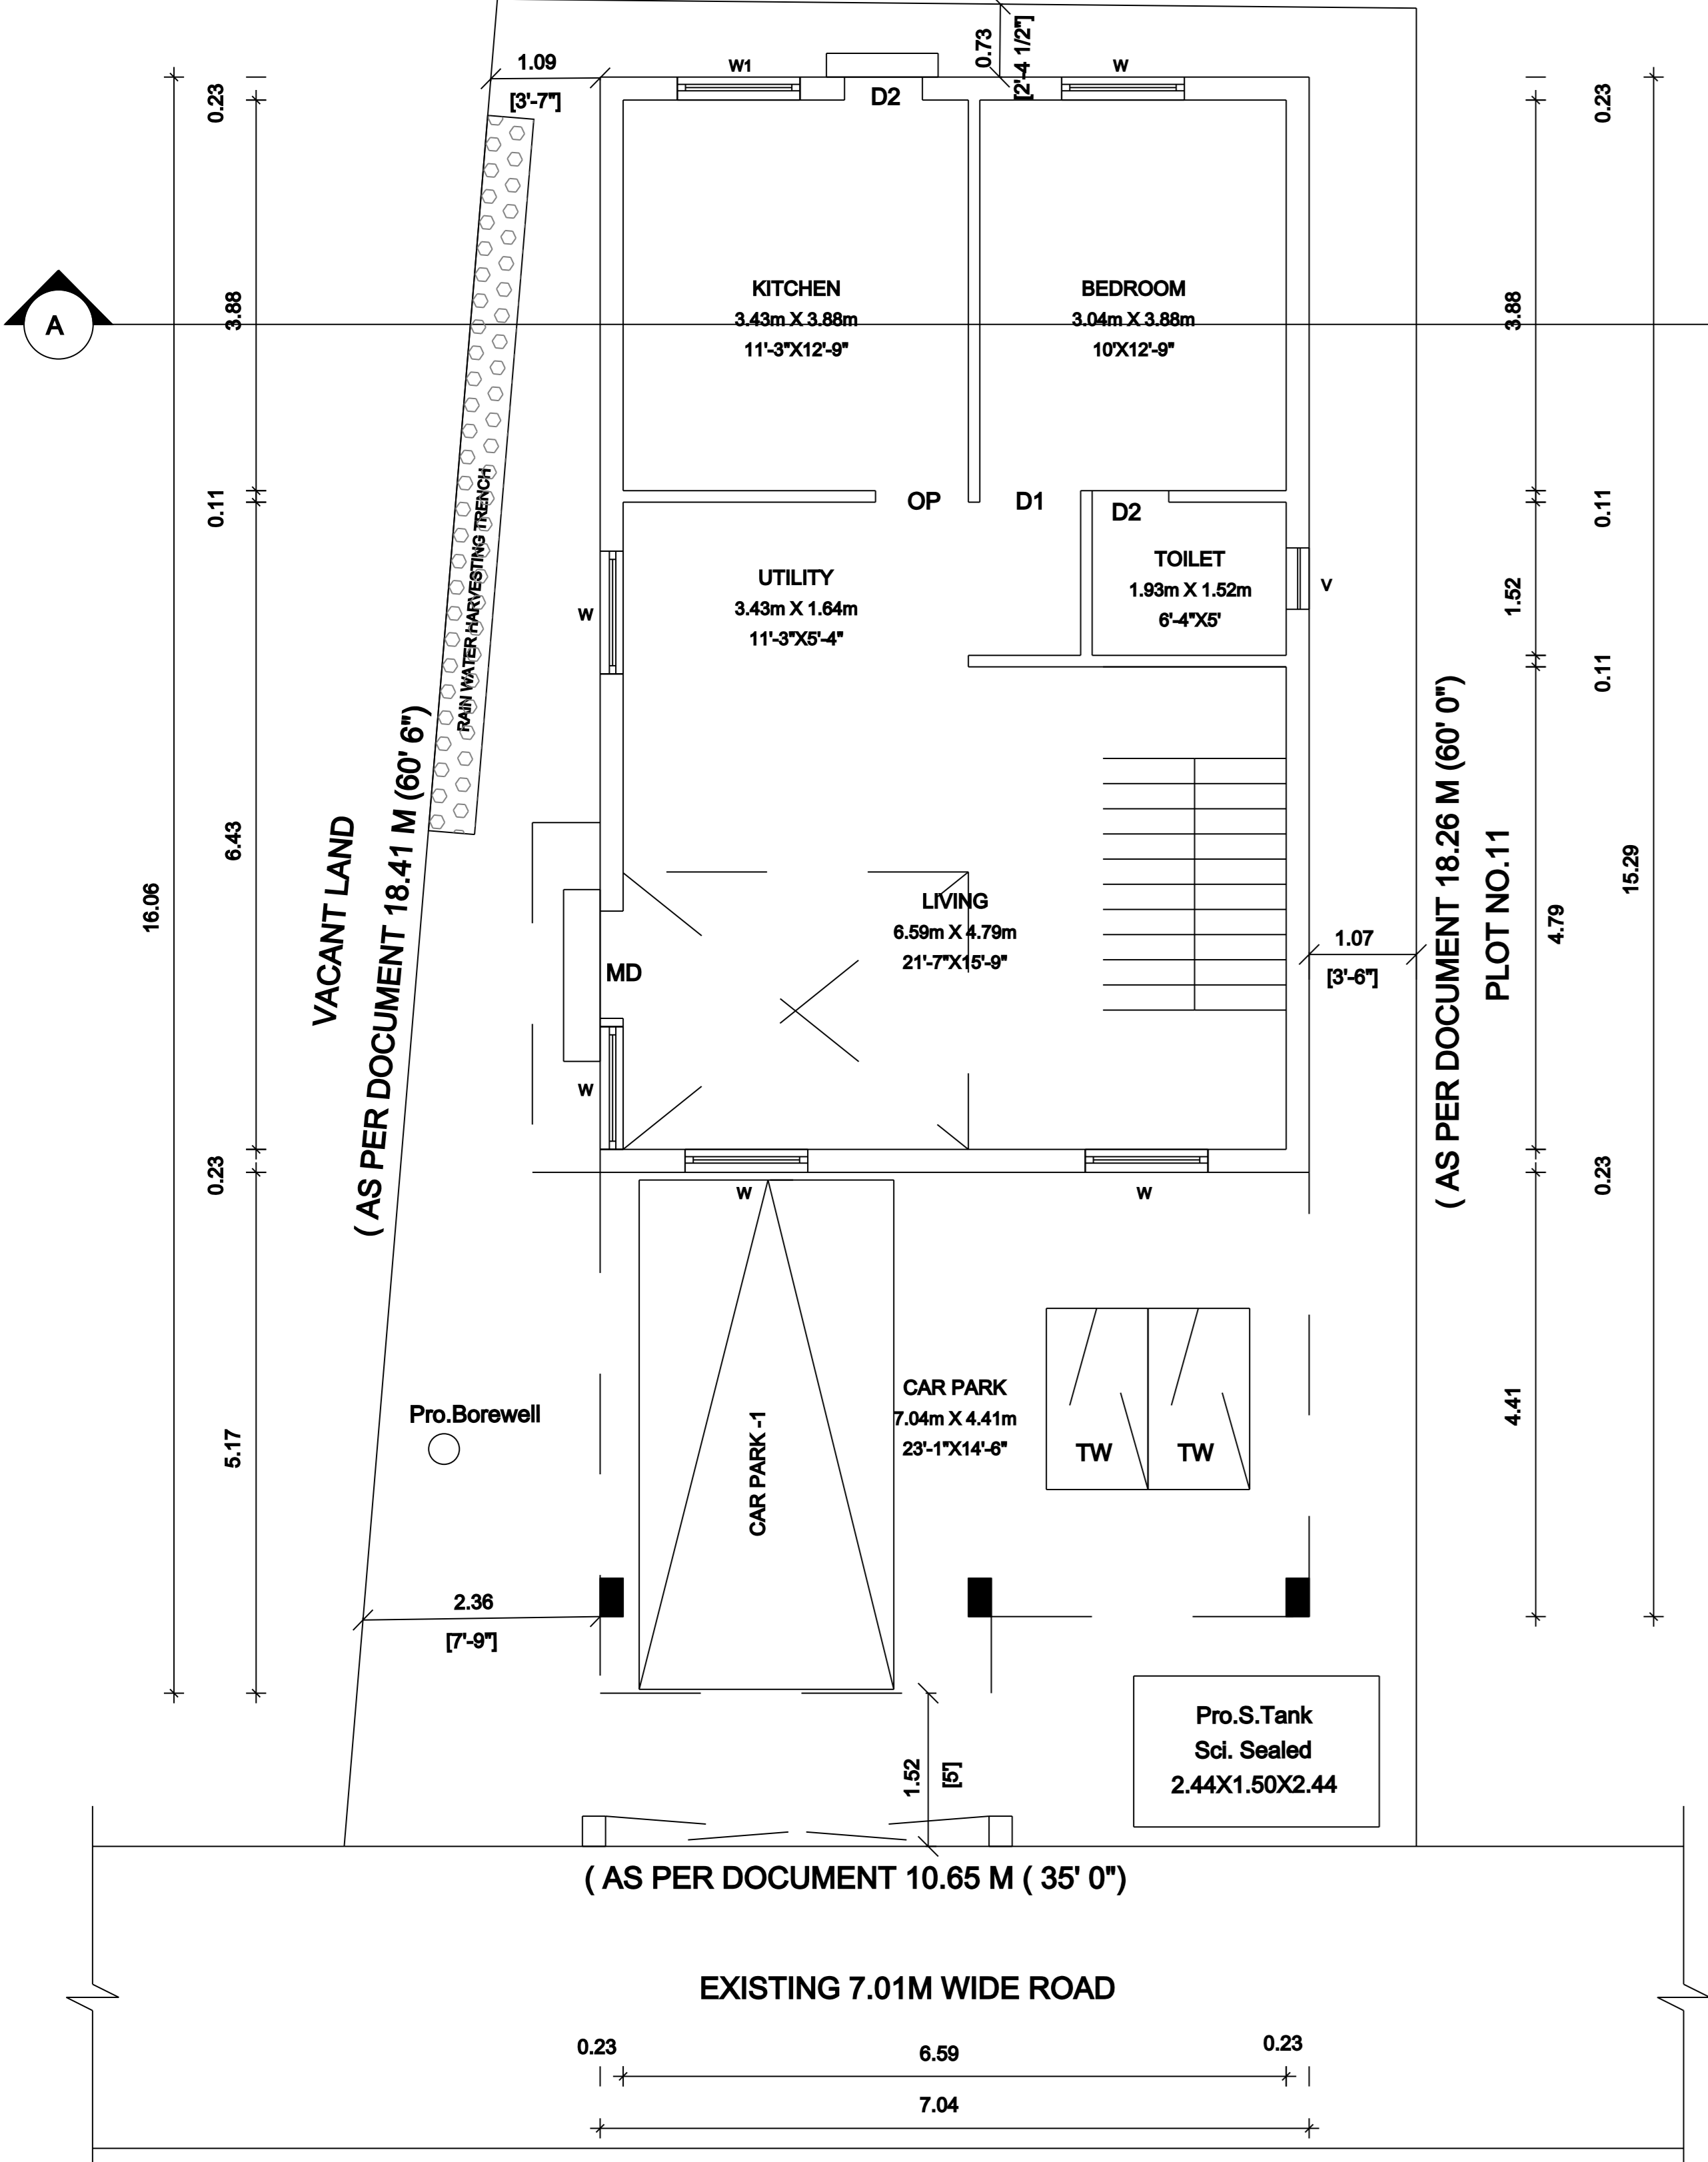 0.73
[2'-4 1/2"]
1.09
[3'-7"]
W1
W
D2
0.23
0.23
A
3.88
3.88
KITCHEN
3.43m X 3.88m
11'-3"X12'-9"
BEDROOM
3.04m X 3.88m
10'X12'-9"
RAIN WATER HARVESTING TRENCH
0.11
OP
D1
D2
0.11
UTILITY
3.43m X 1.64m
11'-3"X5'-4"
TOILET
1.93m X 1.52m
6'-4"X5'
V
W
1.52
0.11
VACANT LAND
( AS PER DOCUMENT 18.41 M (60' 6")
( AS PER DOCUMENT 18.26 M (60' 0")
PLOT NO.11
16.06
6.43
15.29
4.79
LIVING
6.59m X 4.79m
21'-7"X15'-9"
1.07
[3'-6"]
MD
W
0.23
W
W
0.23
Pro.Borewell
CAR PARK -1
CAR PARK
7.04m X 4.41m
23'-1"X14'-6"
TW
TW
5.17
4.41
2.36
[7'-9"]
1.52
[5']
Pro.S.Tank
Sci. Sealed
2.44X1.50X2.44
( AS PER DOCUMENT 10.65 M ( 35' 0")
EXISTING 7.01M WIDE ROAD
0.23
6.59
0.23
7.04